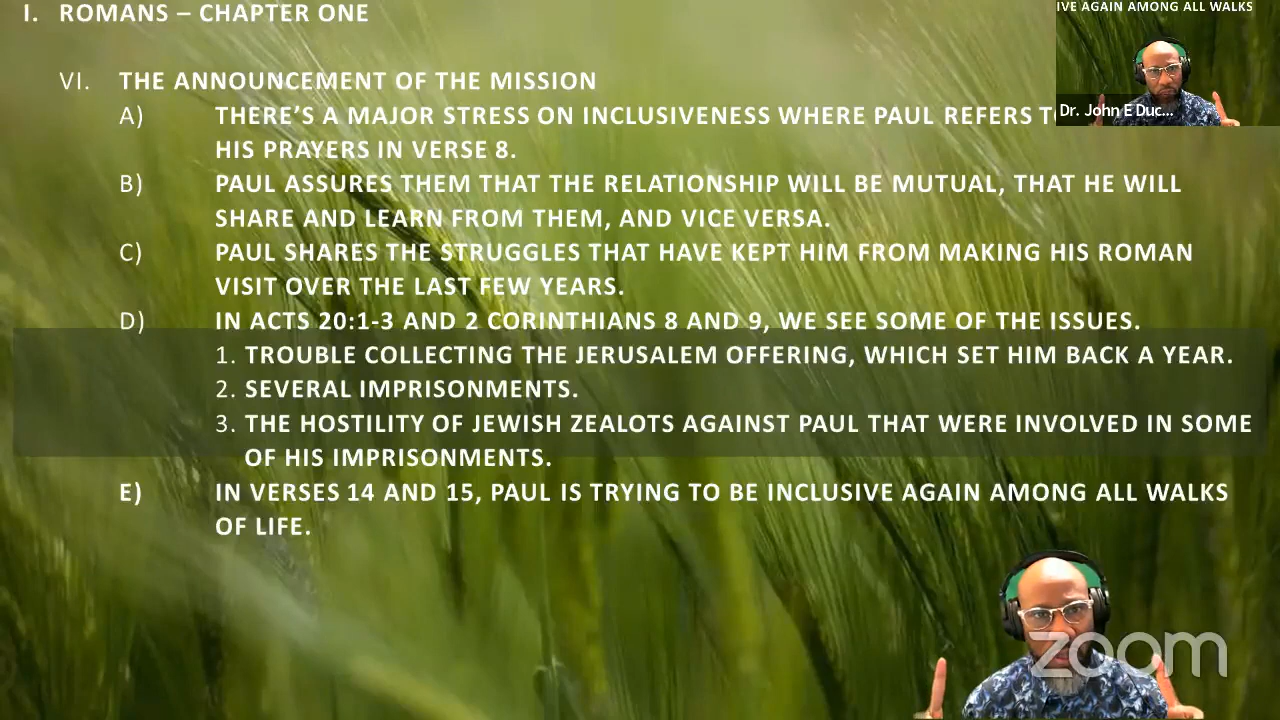 I. ROMANS – CHAPTER ONE
IVE AGAIN AMONG ALL WALKS
VI. THE ANNOUNCEMENT OF THE MISSION
A) THERE'S A MAJOR STRESS ON INCLUSIVENESS WHERE PAUL REFERS TO
Dr. John E Duc...
HIS PRAYERS IN VERSE 8.
B) PAUL ASSURES THEM THAT THE RELATIONSHIP WILL BE MUTUAL, THAT HE WILL
SHARE AND LEARN FROM THEM, AND VICE VERSA.
C) PAUL SHARES THE STRUGGLES THAT HAVE KEPT HIM FROM MAKING HIS ROMAN
VISIT OVER THE LAST FEW YEARS.
D) IN ACTS 20:1-3 AND 2 CORINTHIANS 8 AND 9, WE SEE SOME OF THE ISSUES.
1. TROUBLE COLLECTING THE JERUSALEM OFFERING, WHICH SET HIM BACK A YEAR.
2. SEVERAL IMPRISONMENTS.
3. THE HOSTILITY OF JEWISH ZEALOTS AGAINST PAUL THAT WERE INVOLVED IN SOME
OF HIS IMPRISONMENTS.
E) IN VERSES 14 AND 15, PAUL IS TRYING TO BE INCLUSIVE AGAIN AMONG ALL WALKS
OF LIFE.
zoom